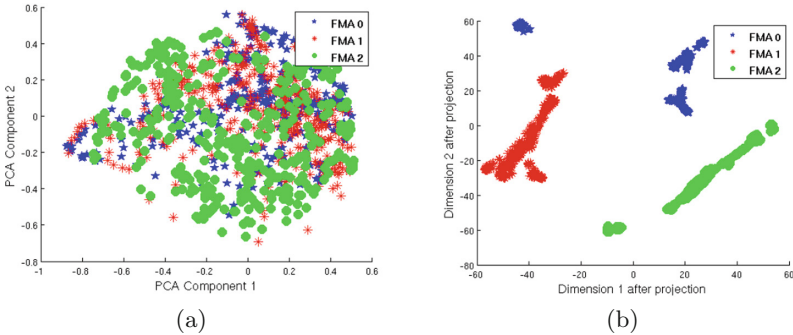 0.6
0.4
0.2
0
-0.2
-0.4
-0.6
-0.8
PCA Component 2
-1
-0.8
-0.6
-0.4
-0.2
0
0.2
0.4
0.6
PCA Component 1
FMA 0
FMA 1
FMA 2
(a)
80
60
40
20
0
-20
-40
-60
-80
Dimension 2 after projection
-60
-40
-20
0
20
40
60
Dimension 1 after projection
FMA 0
FMA 1
FMA 2
(b)